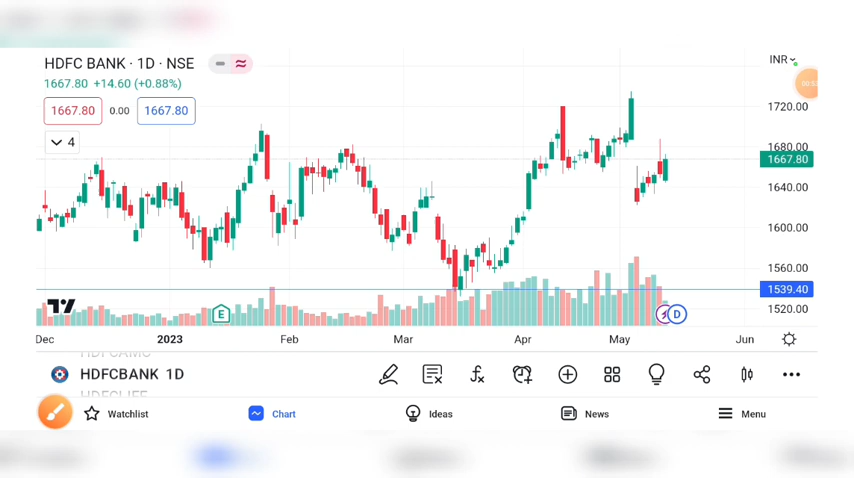 HDFC BANK · 1D · NSE
1667.80 +14.60 (+0.88%)
1667.80 0.00 1667.80
4
INR
1720.00
1680.00
1667.80
1640.00
1600.00
1560.00
1539.40
1520.00
E
D
Dec 2023 Feb Mar Apr May Jun
HDFCAMC
HDFCBANK 1D
HDFCLIFE
Watchlist Chart Ideas News Menu